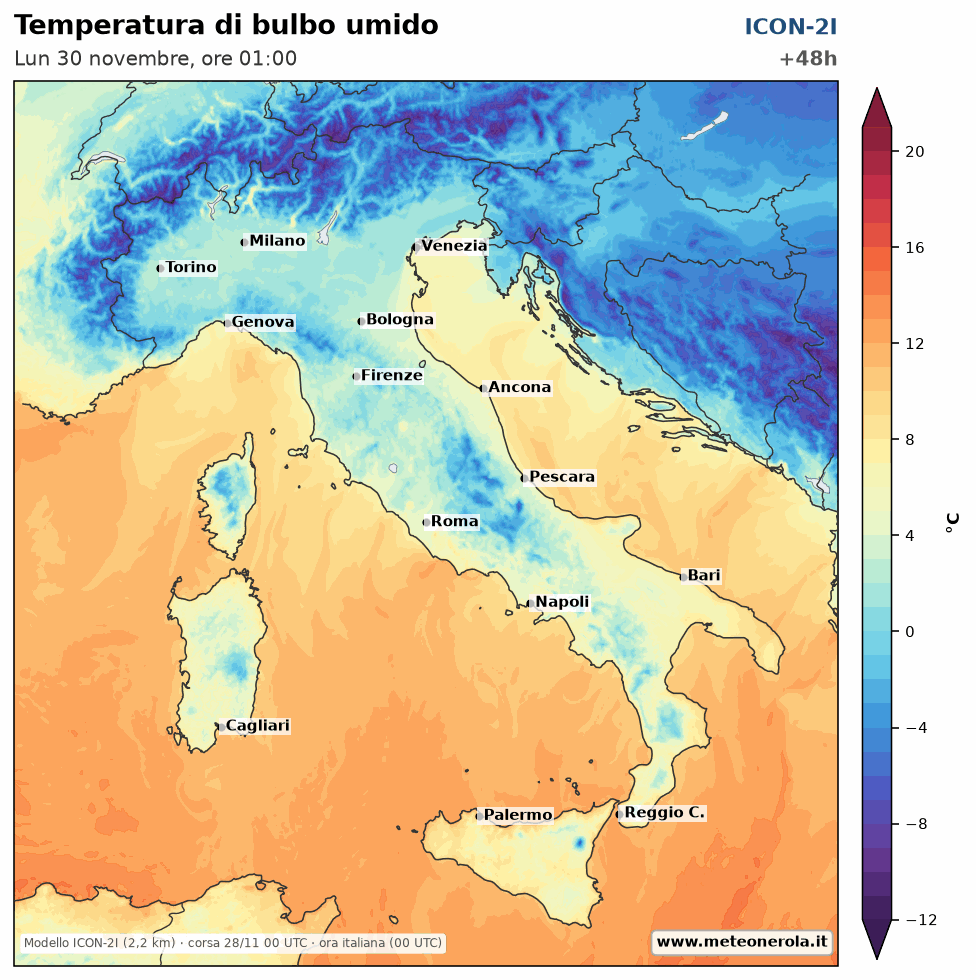 Temperatura di bulbo umido
ICON-2I
Lun 30 novembre, ore 01:00
+48h
Milano
Venezia
Torino
Genova
Bologna
Firenze
Ancona
Pescara
Roma
Bari
Napoli
Cagliari
Palermo
Reggio C.
20
16
12
8
4
0
−4
−8
−12
°C
Modello ICON-2I (2,2 km) · corsa 28/11 00 UTC · ora italiana (00 UTC)
www.meteonerola.it